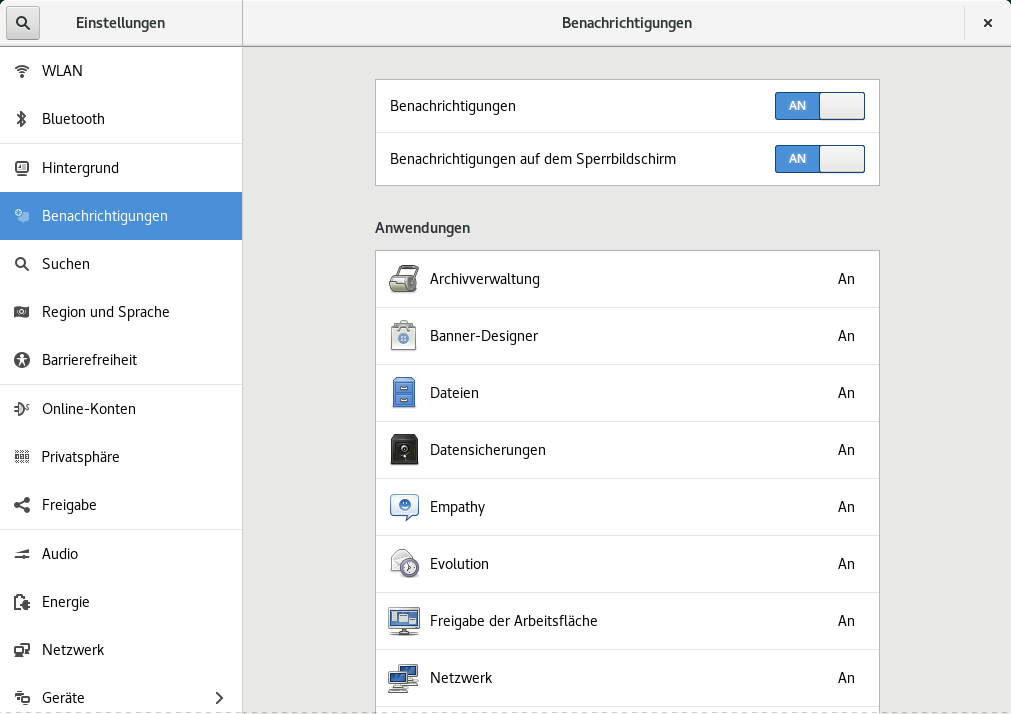 Einstellungen
Benachrichtigungen
WLAN
Bluetooth
Hintergrund
Benachrichtigungen
Suchen
Region und Sprache
Barrierefreiheit
Online-Konten
Privatsphäre
Freigabe
Audio
Energie
Netzwerk
Geräte
Benachrichtigungen AN
Benachrichtigungen auf dem Sperrbildschirm AN
Anwendungen
Archivverwaltung An
Banner-Designer An
Dateien An
Datensicherungen An
Empathy An
Evolution An
Freigabe der Arbeitsfläche An
Netzwerk An